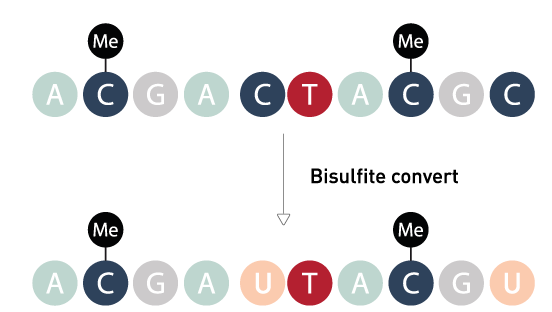 Me Me
A C G A C T A C G C
Bisulfite convert
Me Me
A C G A U T A C G U